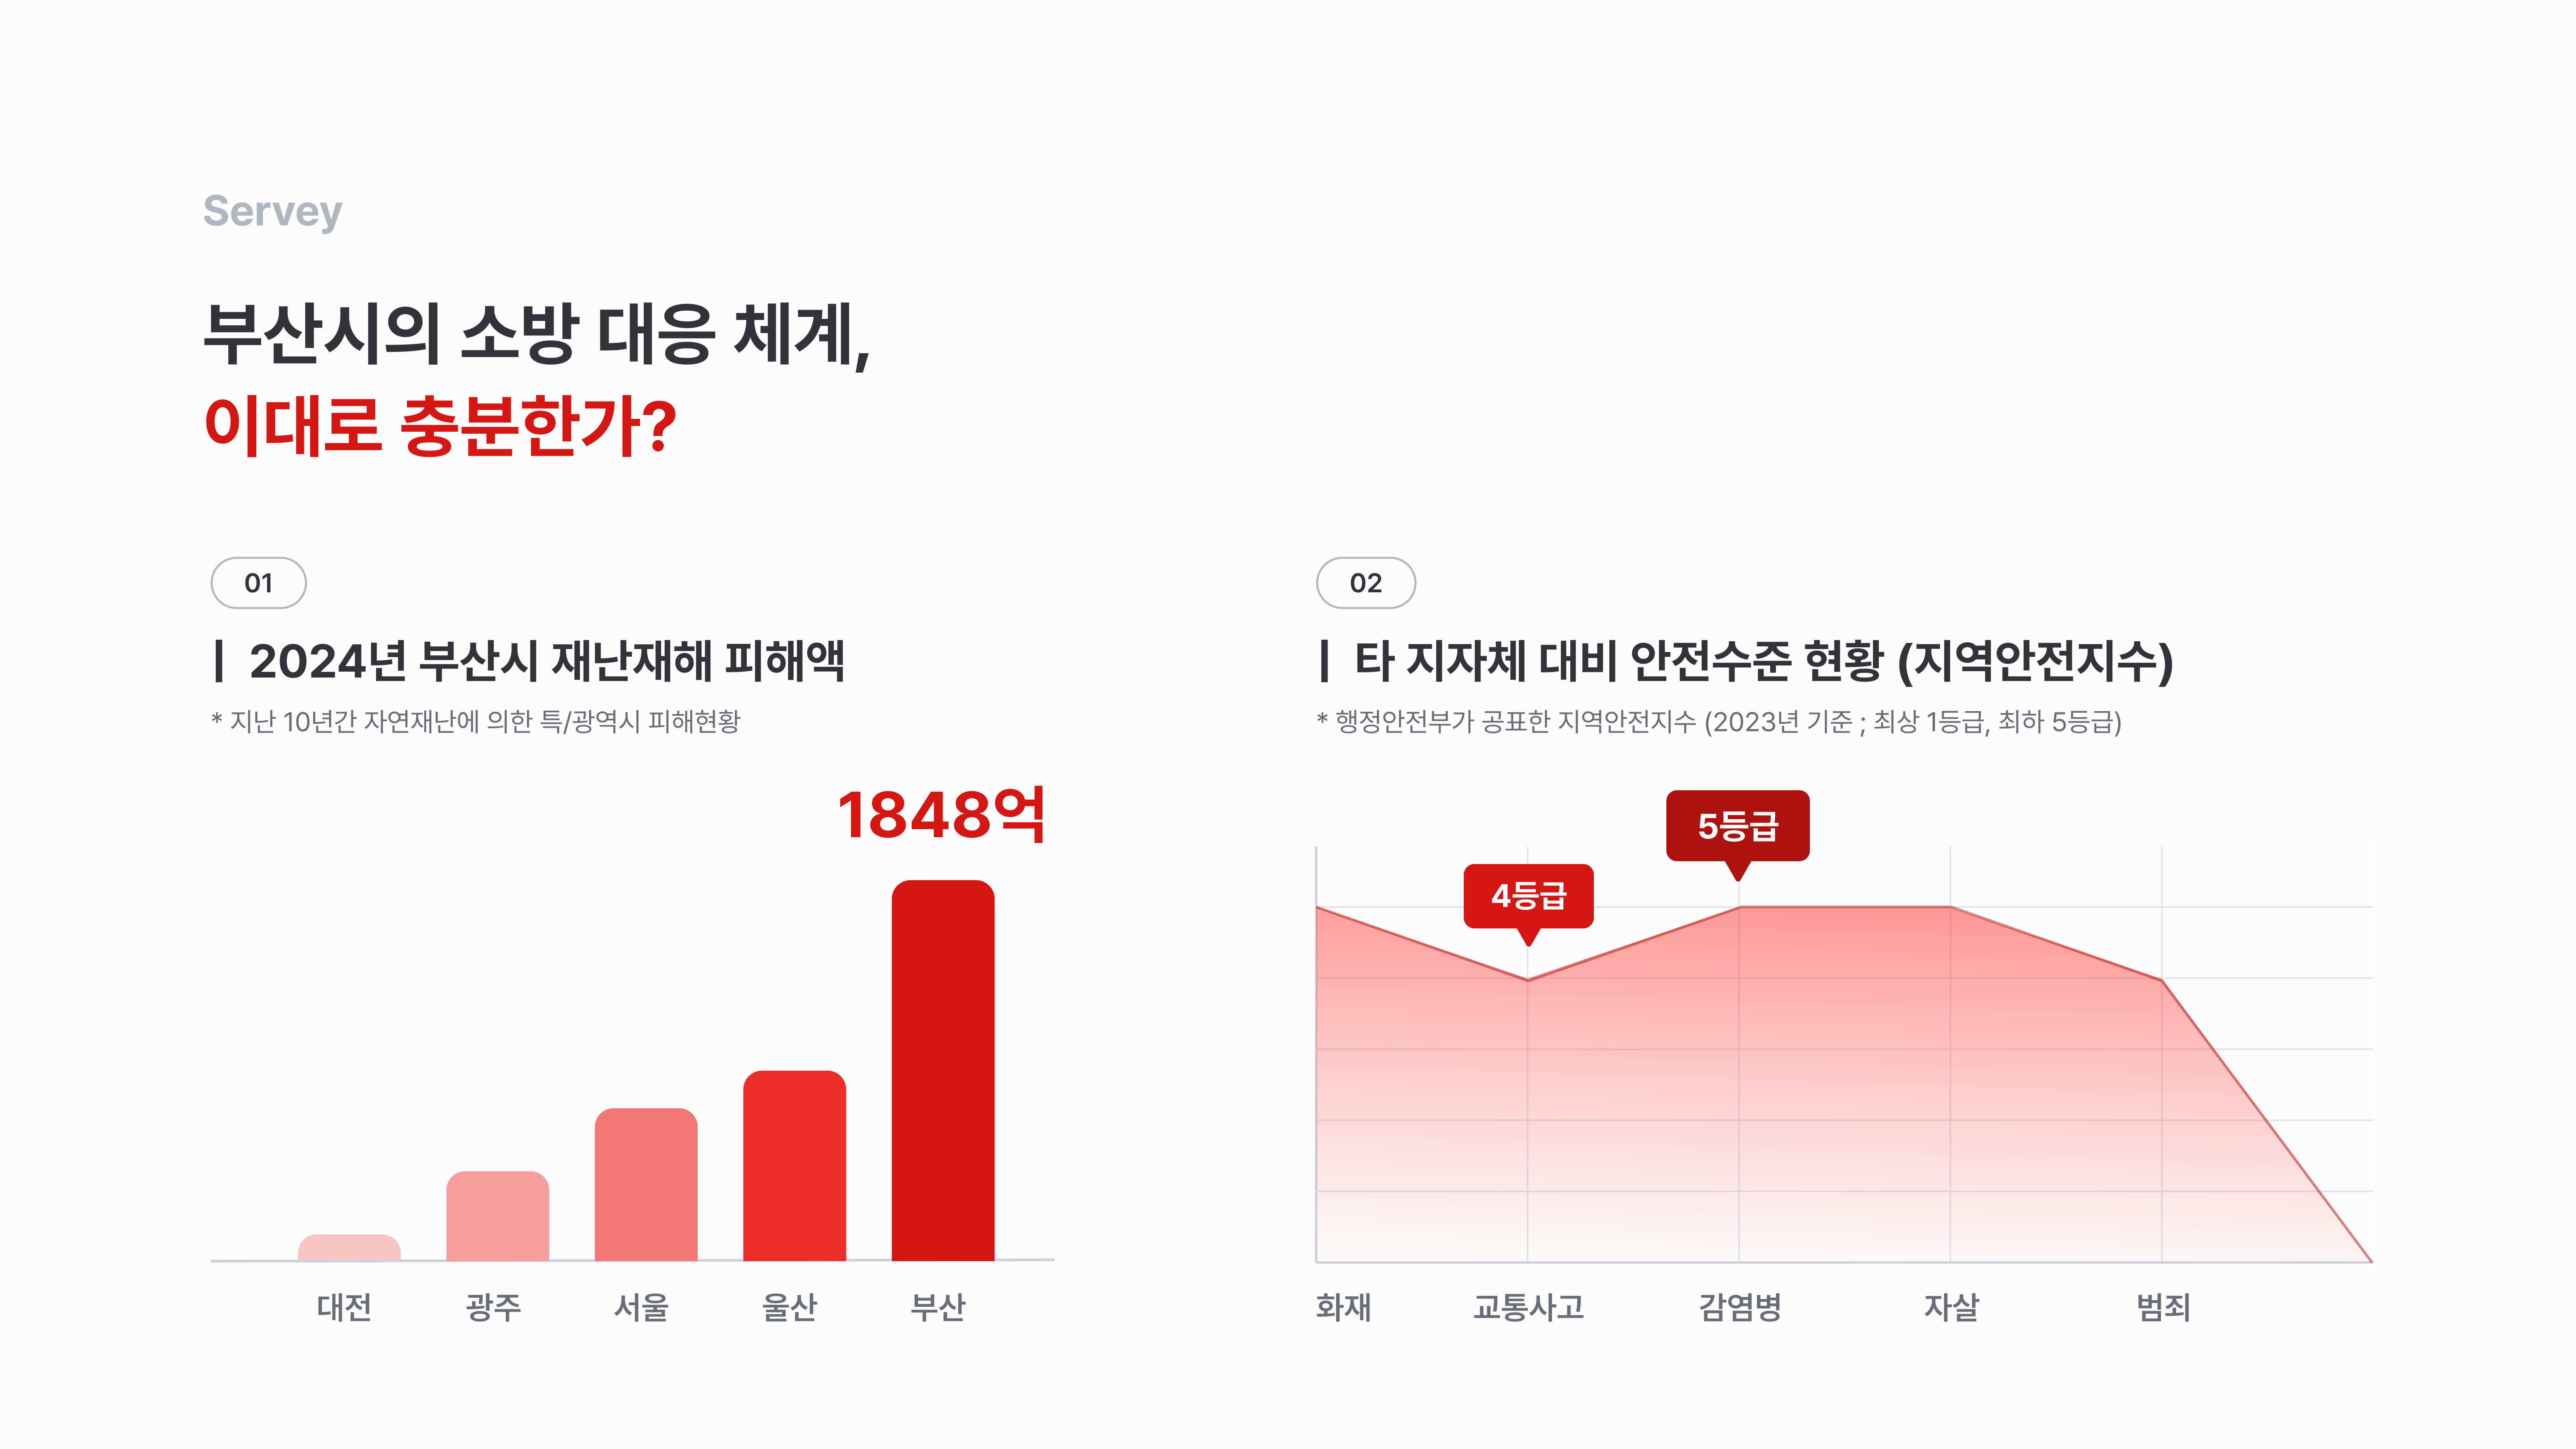 Servey
부산시의 소방 대응 체계,
이대로 충분한가?
01
| 2024년 부산시 재난재해 피해액
* 지난 10년간 자연재난에 의한 특/광역시 피해현황
1848억
대전 광주 서울 울산 부산
02
| 타 지자체 대비 안전수준 현황 (지역안전지수)
* 행정안전부가 공표한 지역안전지수 (2023년 기준 ; 최상 1등급, 최하 5등급)
5등급
4등급
화재 교통사고 감염병 자살 범죄